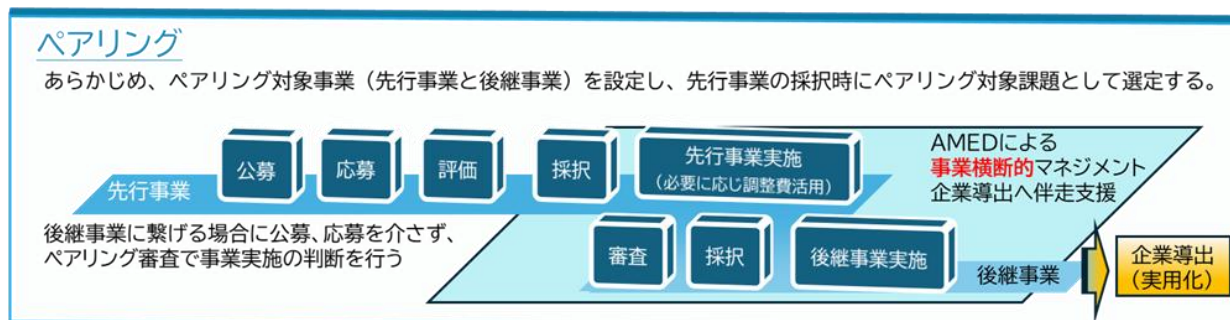 ペアリング
あらかじめ、ペアリング対象事業（先行事業と後継事業）を設定し、先行事業の採択時にペアリング対象課題として選定する。
先行事業
公募
応募
評価
採択
先行事業実施
（必要に応じ調整費活用）
AMEDによる
事業横断的マネジメント
企業導出へ伴走支援
後継事業に繋げる場合に公募、応募を介さず、
ペアリング審査で事業実施の判断を行う
審査
採択
後継事業実施
後継事業
企業導出
（実用化）